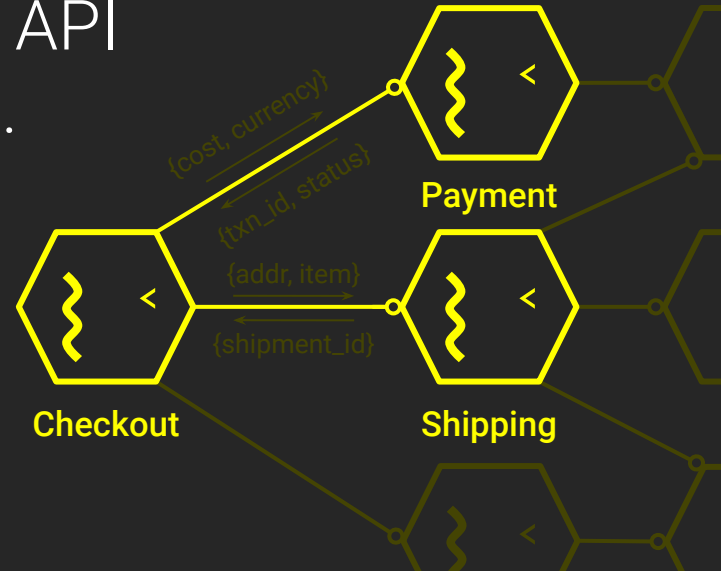 API
.
{cost, currency}
{txn_id, status}
Payment
{addr, item}
{shipment_id}
Checkout
Shipping